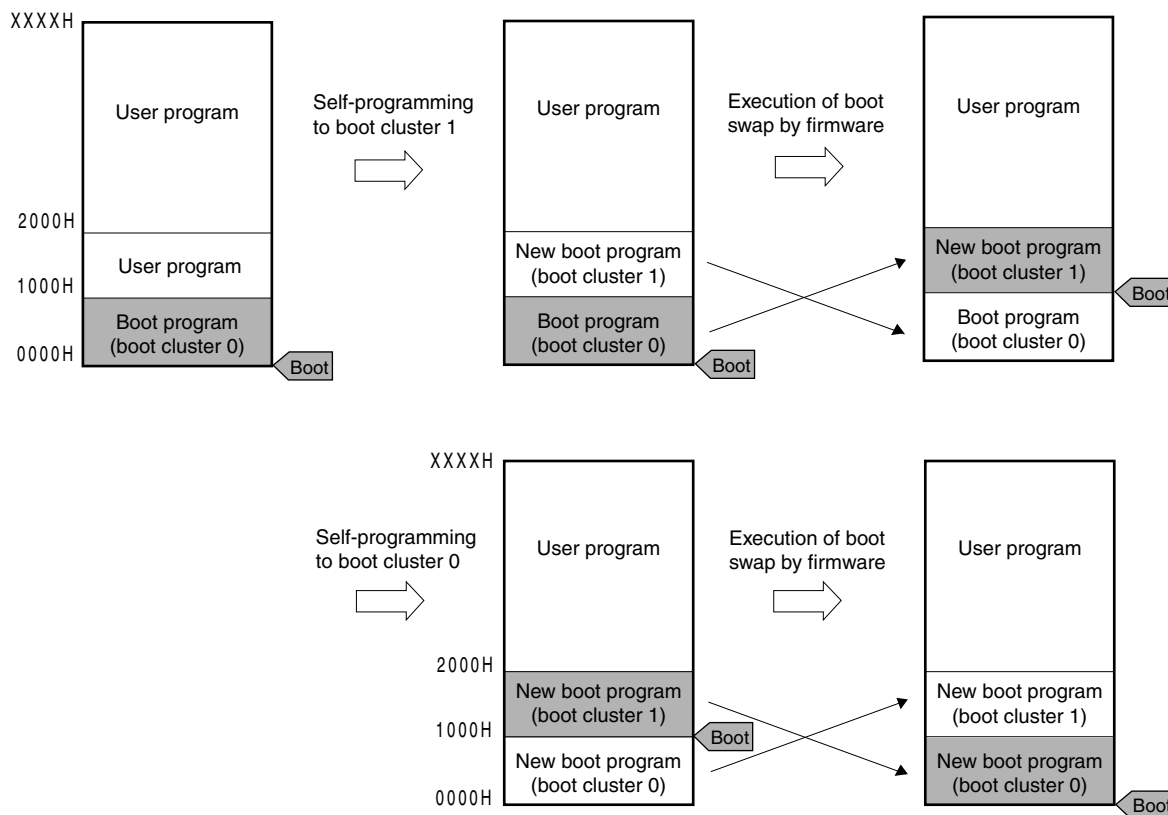 XXXXH
User program
2000H
User program
1000H
Boot program
(boot cluster 0)
0000H
Boot
Self-programming
to boot cluster 1
User program
New boot program
(boot cluster 1)
Boot program
(boot cluster 0)
Boot
Execution of boot
swap by firmware
User program
New boot program
(boot cluster 1)
Boot
Boot program
(boot cluster 0)
Self-programming
to boot cluster 0
XXXXH
User program
2000H
New boot program
(boot cluster 1)
1000H
Boot
New boot program
(boot cluster 0)
0000H
Execution of boot
swap by firmware
User program
New boot program
(boot cluster 1)
New boot program
(boot cluster 0)
Boot